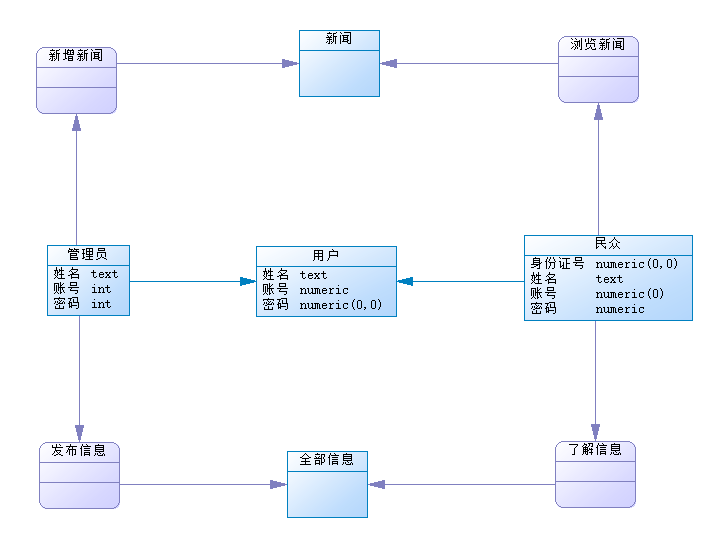 新增新闻
新闻
浏览新闻
管理员
姓名 text
账号 int
密码 int
用户
姓名 text
账号 numeric
密码 numeric(0,0)
民众
身份证号 numeric(0,0)
姓名 text
账号 numeric(0)
密码 numeric
发布信息
全部信息
了解信息